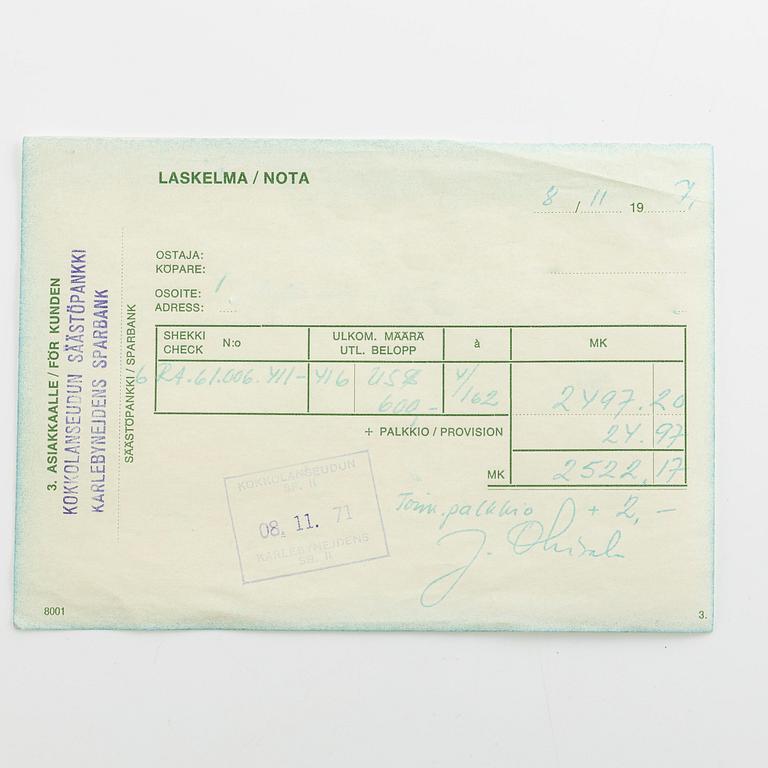 LASKELMA / NOTA
8 / 11 19 7,
OSTAJA:
KÖPARE:
OSOITE:
ADRESS:
SHEKKI CHECK N:o ULKOM. MÄÄRÄ UTL. BELOPP à MK
6 RA.61.006.411-416 US$ 600,- 4/162 2497.20
+ PALKKIO / PROVISION 24.97
MK 2522,17
Toim.palkkio + 2,-
KOKKOLANSEUDUN
SP. II
08. 11. 71
KARLEBYNEJDENS
SB. II
8001
3.
3. ASIAKKAALLE / FÖR KUNDEN
KOKKOLANSEUDUN SÄÄSTÖPANKKI
KARLEBYNEJDENS SPARBANK
SÄÄSTÖPANKKI / SPARBANK